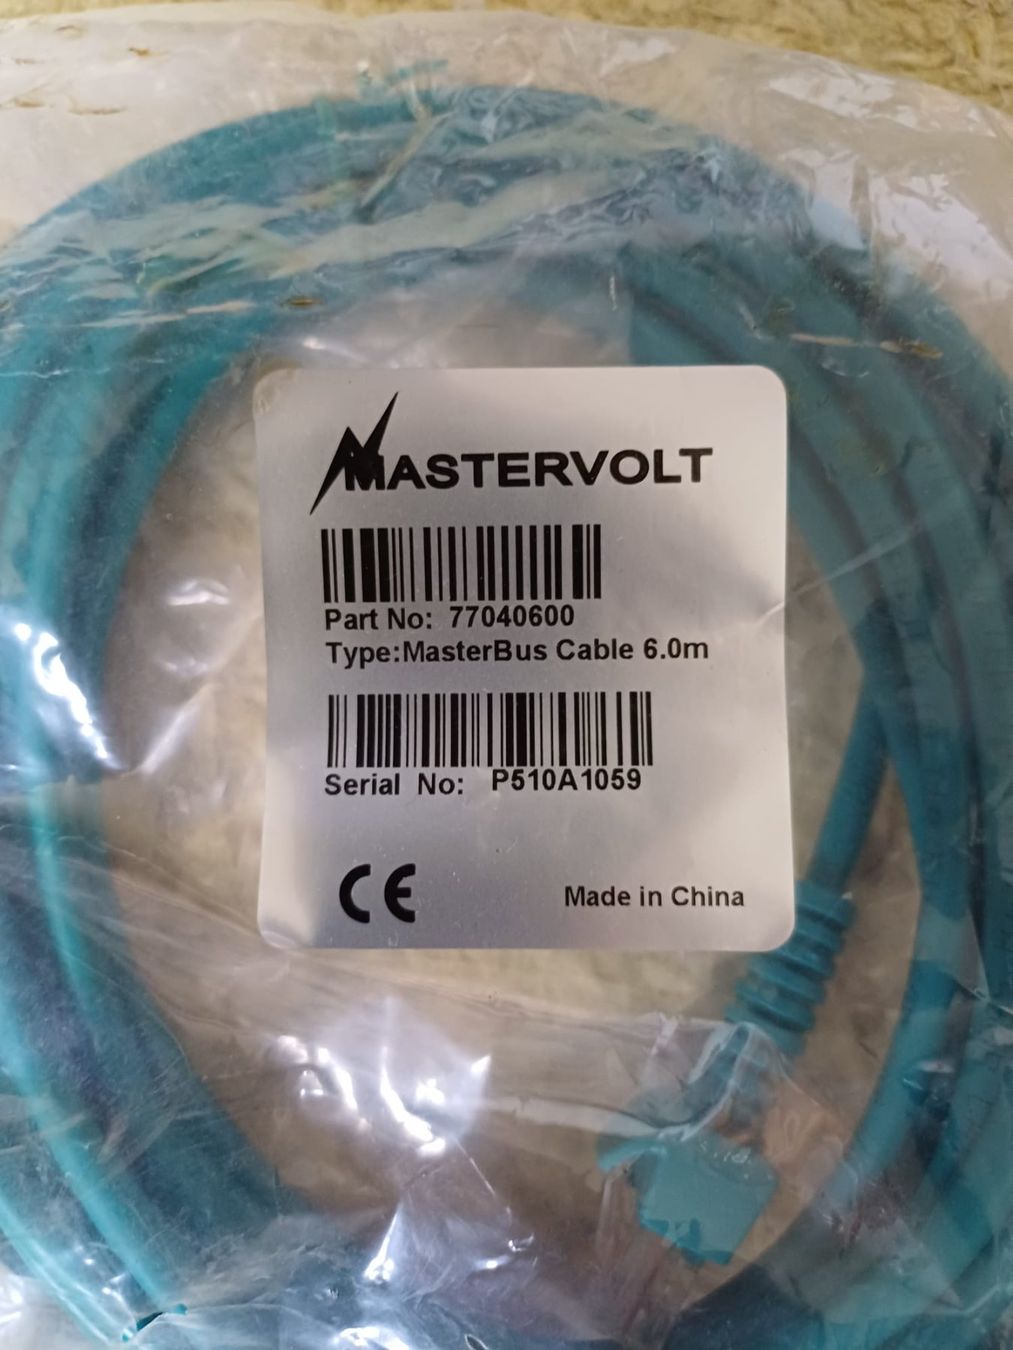 MASTERVOLT
Part No: 77040600
Type:MasterBus Cable 6.0m
Serial No: P510A1059
CE
Made in China